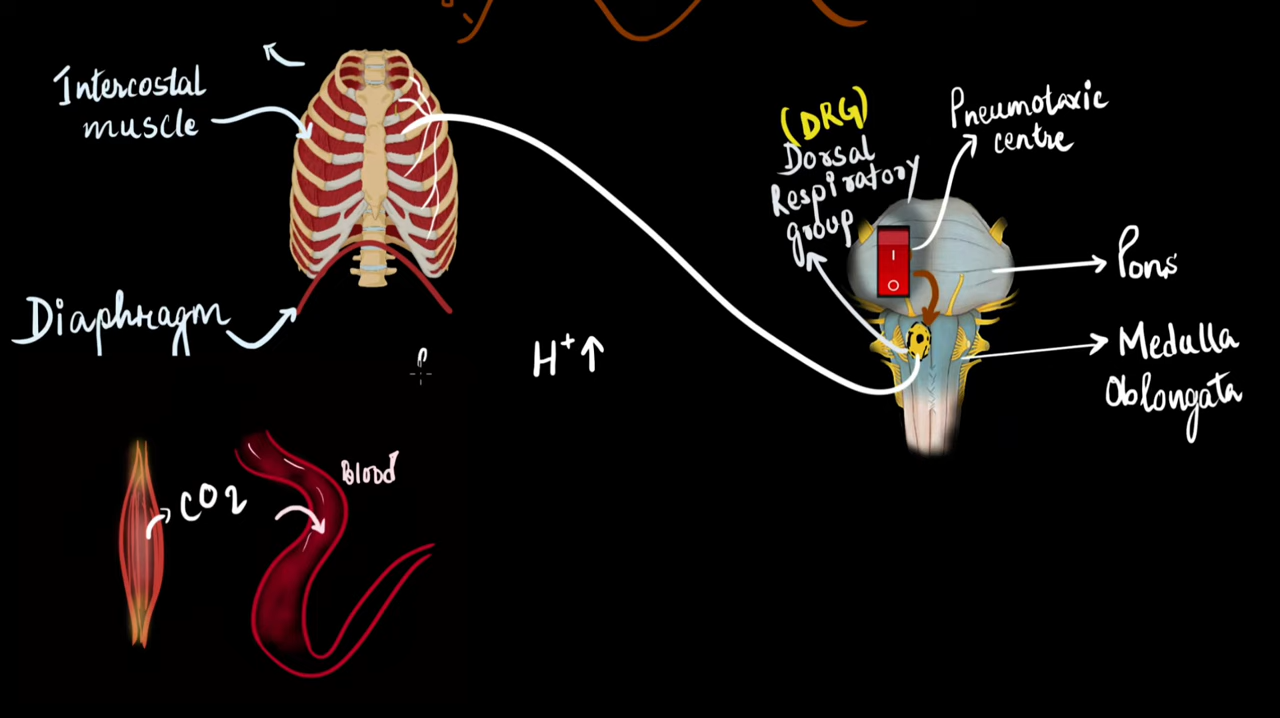 Intercostal
muscle
Diaphragm
(DRG)
Dorsal
Respiratory
group
Pneumotaxic
centre
Pons
Medulla
Oblongata
H+↑
CO2
Blood
I
O